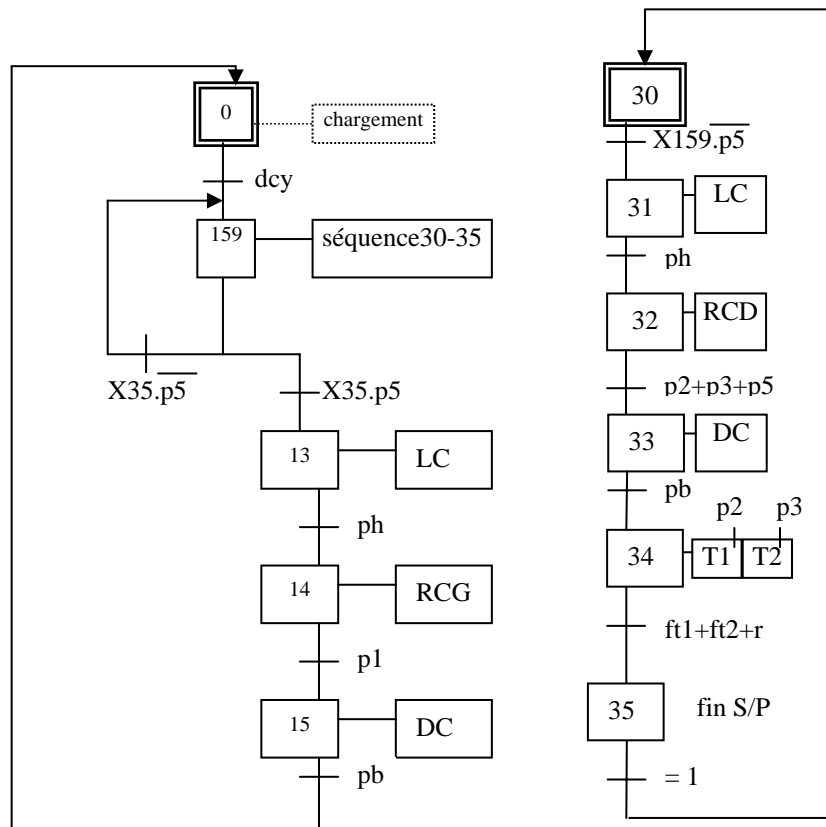 0
chargement
dcy
159
séquence30-35
X35.p̅5̅
X35.p5
13
LC
ph
14
RCG
p1
15
DC
pb
30
X159.p̅5̅
31
LC
ph
32
RCD
p2+p3+p5
33
DC
pb
p2
p3
34
T1
T2
ft1+ft2+r
35
fin S/P
= 1